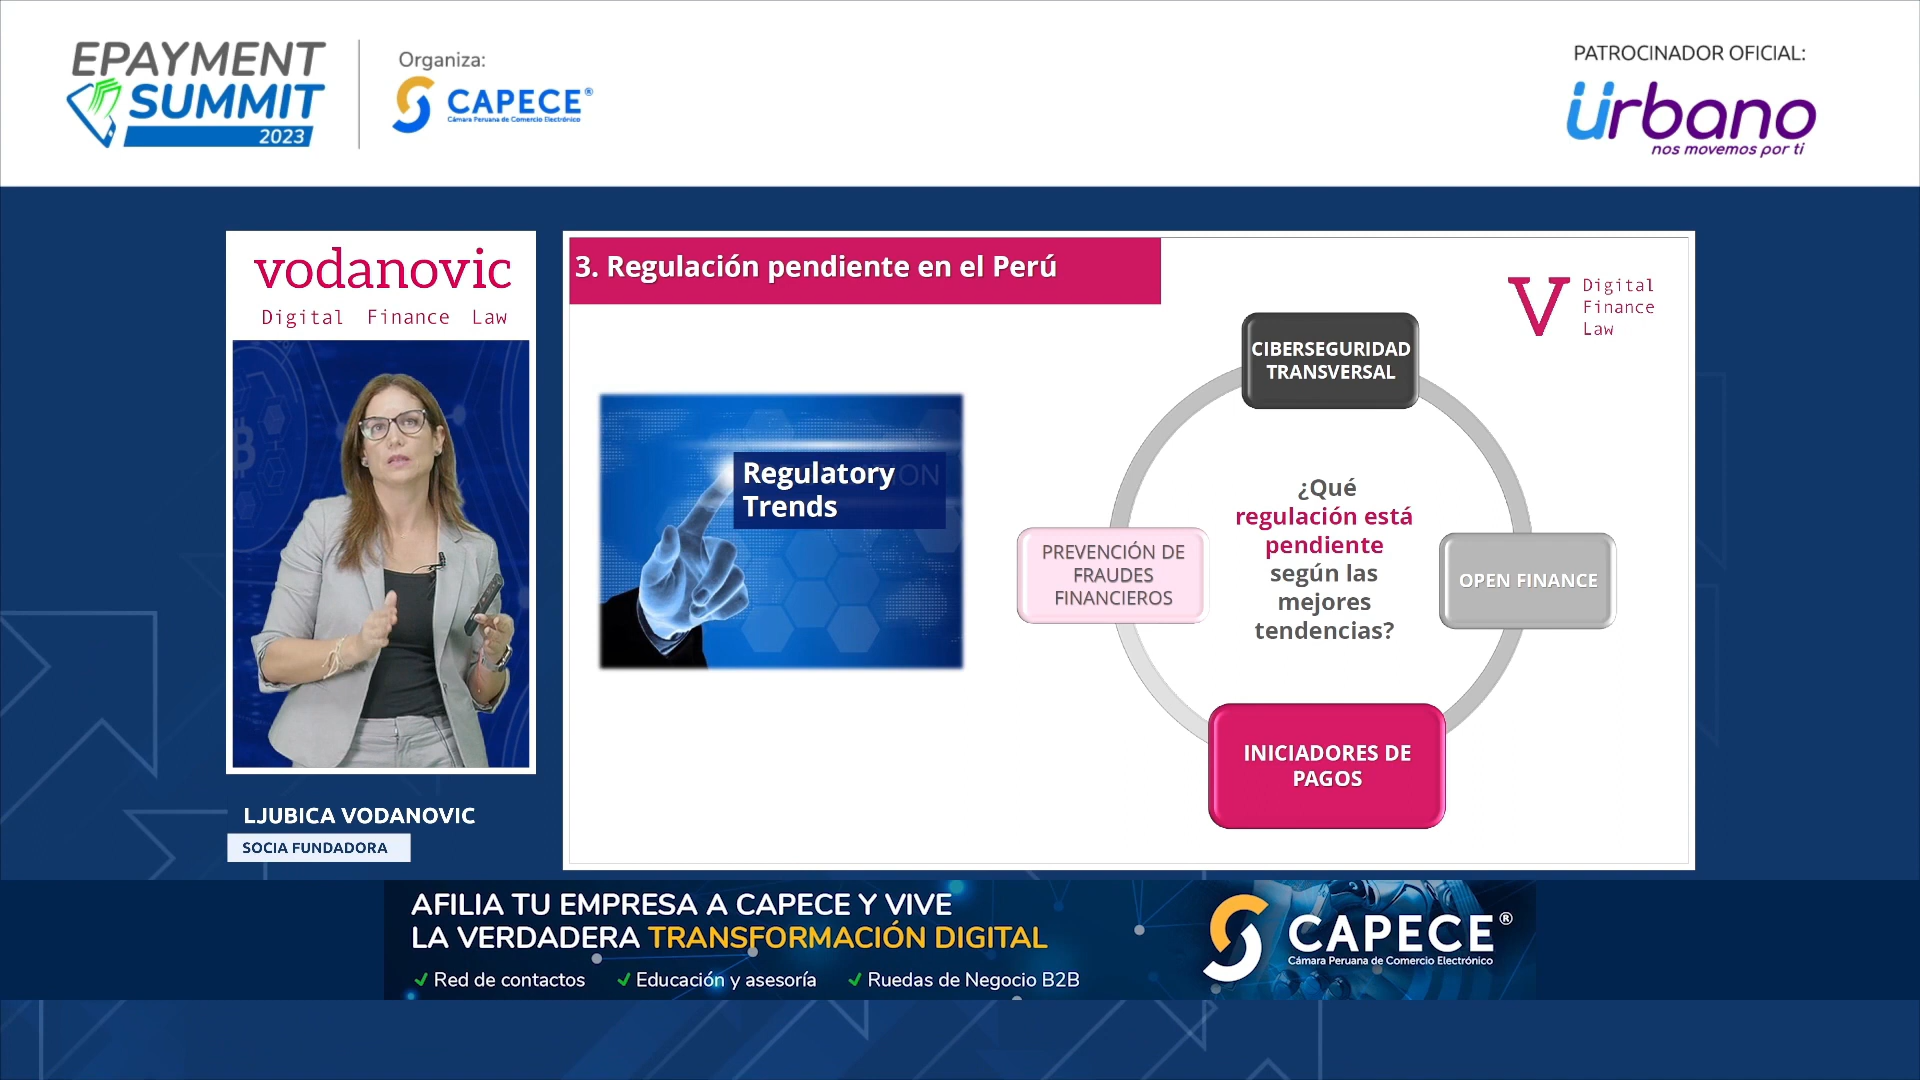 EPAYMENT
SUMMIT
2023
Organiza:
CAPECE®
Cámara Peruana de Comercio Electrónico
PATROCINADOR OFICIAL:
ürbano
nos movemos por ti
vodanovic
Digital Finance Law
LJUBICA VODANOVIC
SOCIA FUNDADORA
3. Regulación pendiente en el Perú
V Digital
Finance
Law
Regulatory
Trends
ON
CIBERSEGURIDAD
TRANSVERSAL
PREVENCIÓN DE
FRAUDES
FINANCIEROS
¿Qué
regulación está
pendiente
según las
mejores
tendencias?
OPEN FINANCE
INICIADORES DE
PAGOS
AFILIA TU EMPRESA A CAPECE Y VIVE
LA VERDADERA TRANSFORMACIÓN DIGITAL
✓ Red de contactos ✓ Educación y asesoría ✓ Ruedas de Negocio B2B
CAPECE®
Cámara Peruana de Comercio Electrónico